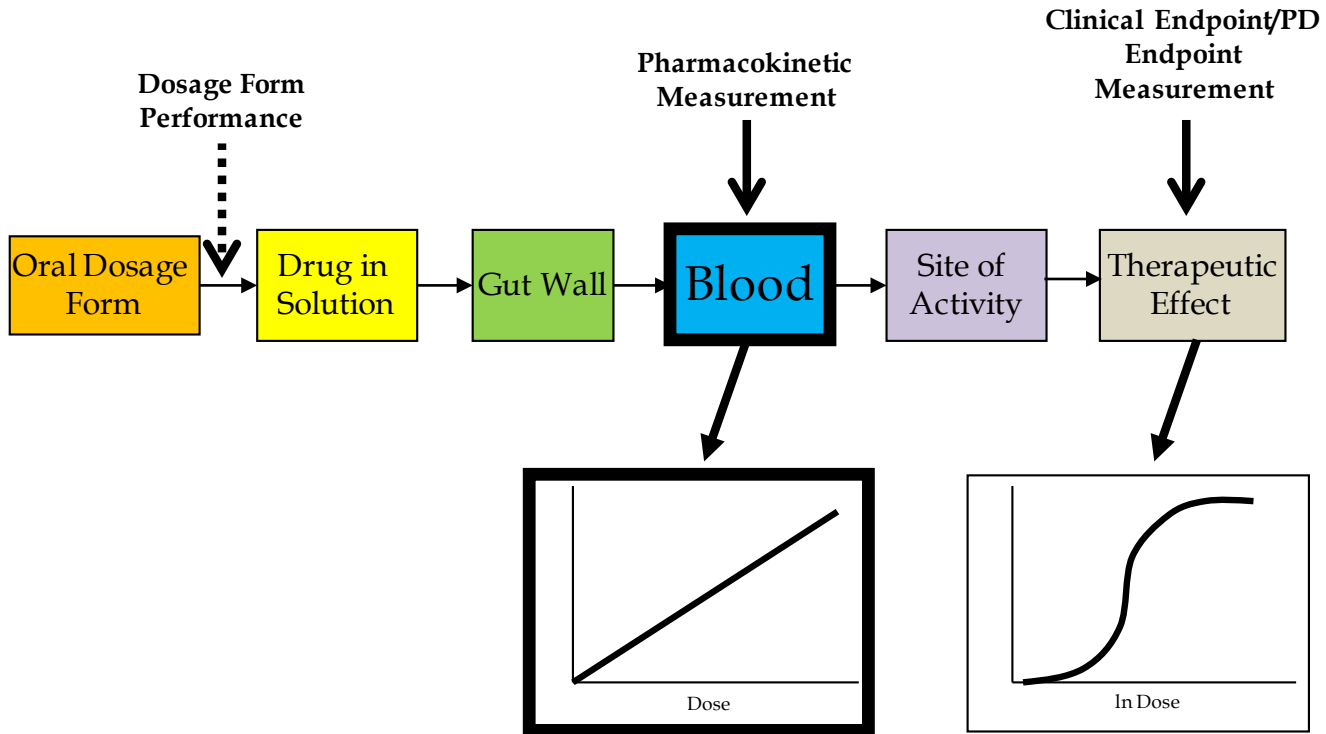 Clinical Endpoint/PD
Endpoint
Measurement
Pharmacokinetic
Measurement
Dosage Form
Performance
Oral Dosage
Form
Drug in
Solution
Gut Wall
Blood
Site of
Activity
Therapeutic
Effect
Dose
ln Dose